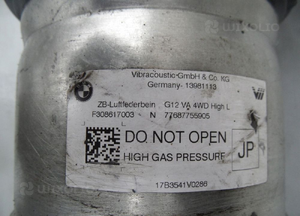 Vibracoustic GmbH & Co. KG
Germany 13981113
ZB-Luftfederbein G12 VA 4WD High L
F308617003 - N 77687755905
DO NOT OPEN
HIGH GAS PRESSURE
JP
17B3541V0286